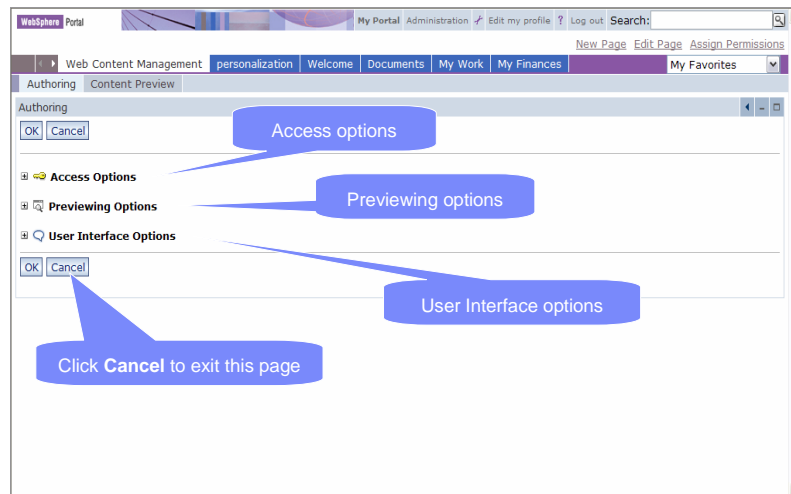 WebSphere Portal My Portal Administration Edit my profile ? Log out Search:
New Page Edit Page Assign Permissions
Web Content Management personalization Welcome Documents My Work My Finances My Favorites
Authoring Content Preview
Authoring
OK Cancel
Access options
Access Options
Previewing options
Previewing Options
User Interface Options
OK Cancel
User Interface options
Click Cancel to exit this page